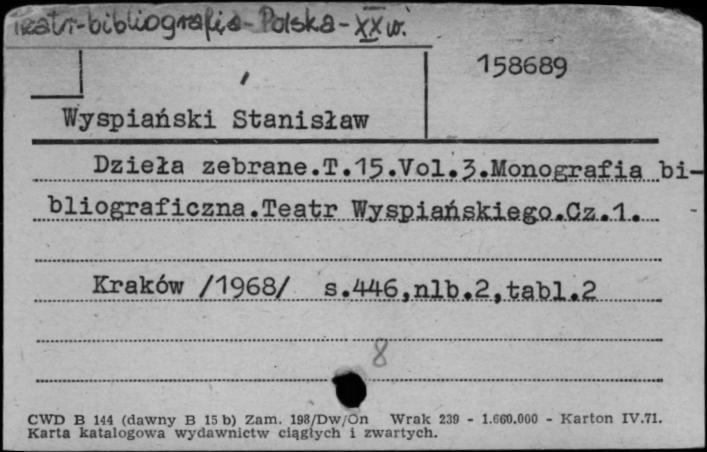 Teatr-bibliografia-Polska-XX w.
158689
Wyspiański Stanisław
Dzieła zebrane.T.15.Vol.3.Monografia bi-
bliograficzna.Teatr Wyspiańskiego.Cz.1.
Kraków /1968/ s.446,nlb.2,tabl.2
8
CWD B 144 (dawny B 15 b) Zam. 198/Dw/On Wrak 239 - 1.660.000 - Karton IV.71.
Karta katalogowa wydawnictw ciągłych i zwartych.